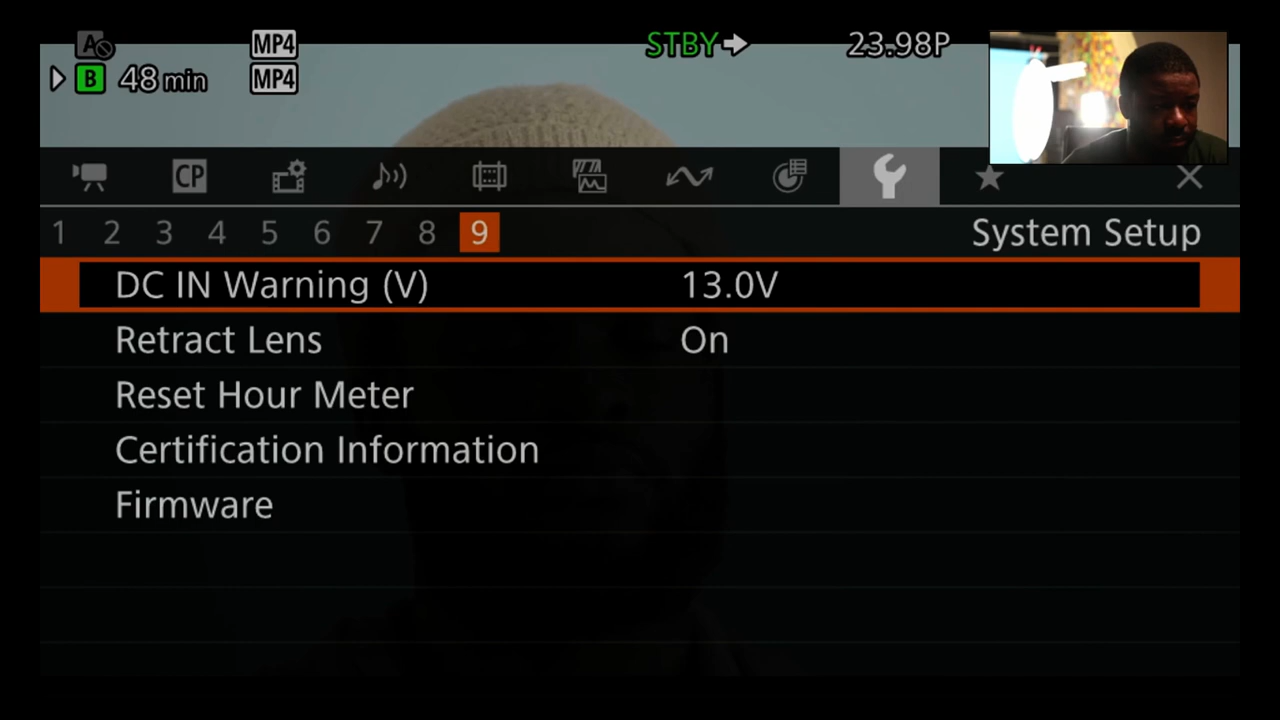 A MP4 STBY 23.98P
B 48 min MP4
CP
1 2 3 4 5 6 7 8 9 System Setup
DC IN Warning (V) 13.0V
Retract Lens On
Reset Hour Meter
Certification Information
Firmware